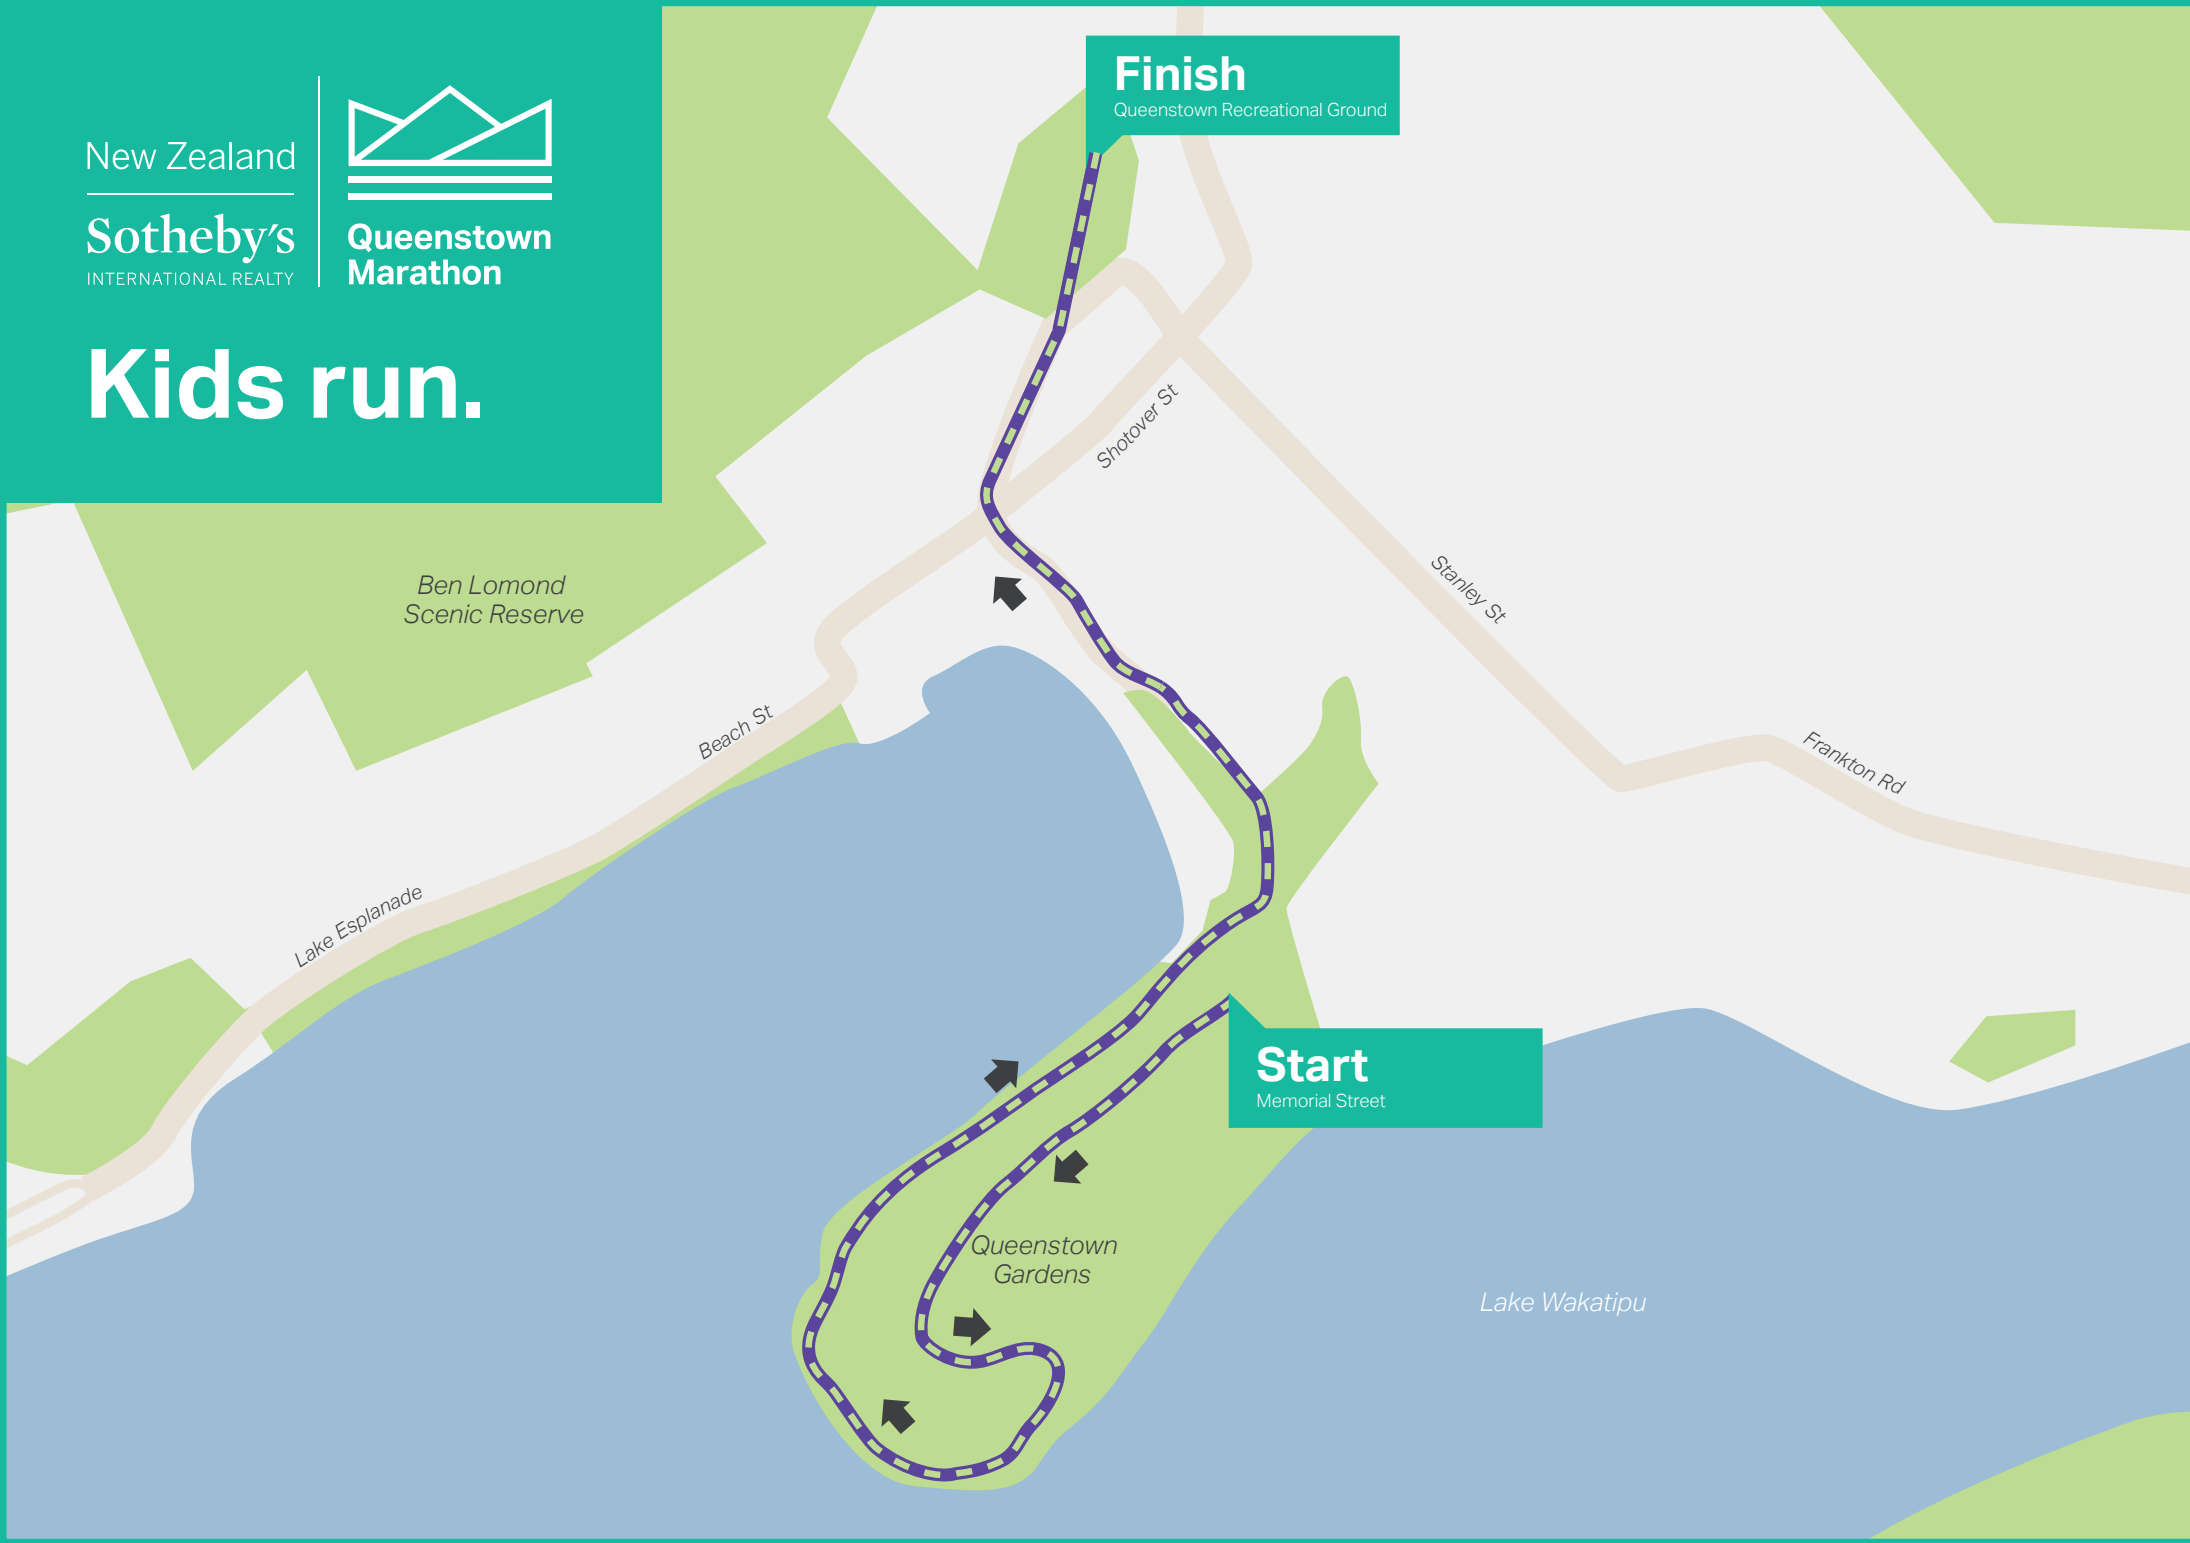 New Zealand
Sotheby's
INTERNATIONAL REALTY
Queenstown
Marathon
Kids run.
Finish
Queenstown Recreational Ground
Shotover St
Stanley St
Ben Lomond
Scenic Reserve
Beach St
Frankton Rd
Lake Esplanade
Start
Memorial Street
Queenstown
Gardens
Lake Wakatipu